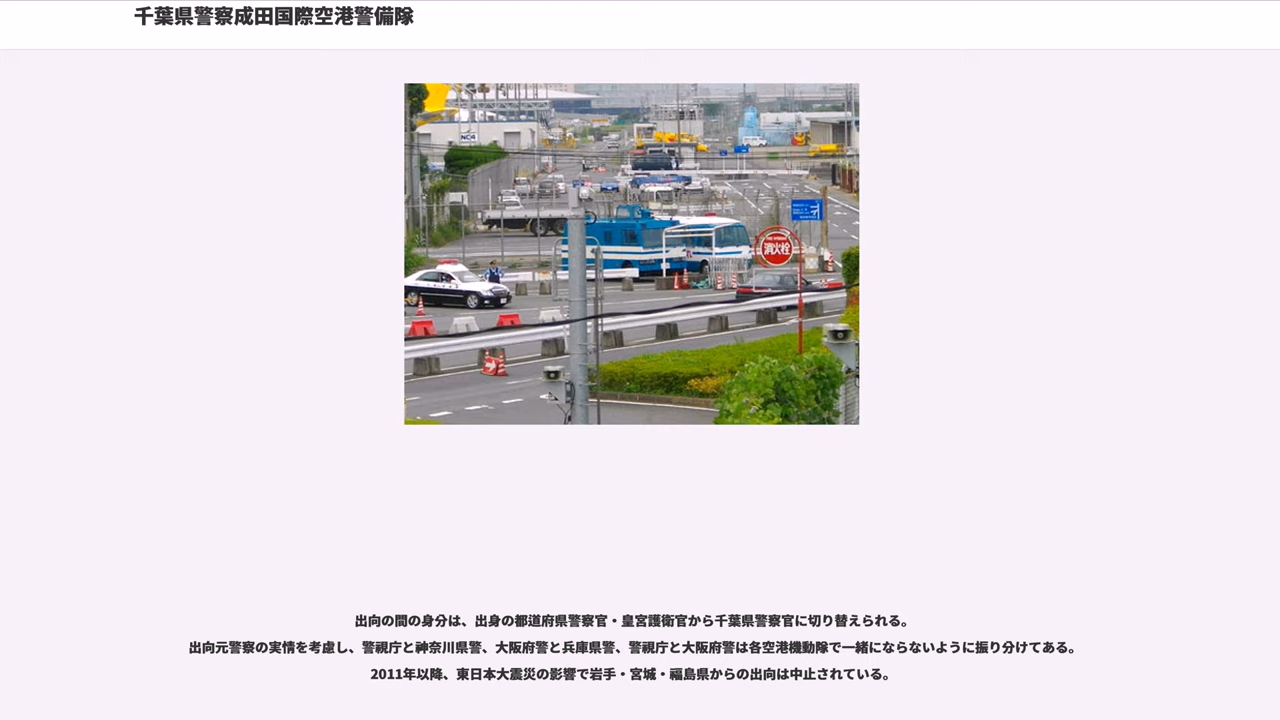 千葉県警察成田国際空港警備隊
NCA
消火栓
出向の間の身分は、出身の都道府県警察官・皇宮護衛官から千葉県警察官に切り替えられる。
出向元警察の実情を考慮し、警視庁と神奈川県警、大阪府警と兵庫県警、警視庁と大阪府警は各空港機動隊で一緒にならないように振り分けてある。
2011年以降、東日本大震災の影響で岩手・宮城・福島県からの出向は中止されている。